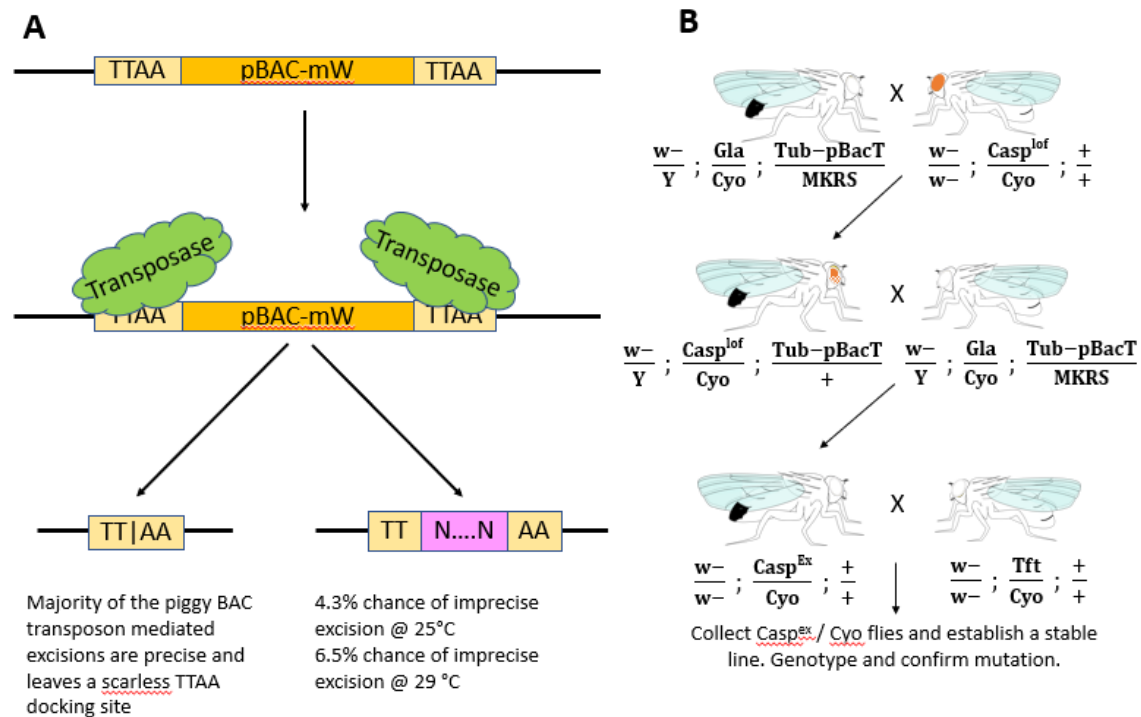 A
TTAA pBAC-mW TTAA
Transposase Transposase
TTAA pBAC-mW TTAA
TT|AA
TT N....N AA
Majority of the piggy BAC
transposon mediated
excisions are precise and
leaves a scarless TTAA
docking site
4.3% chance of imprecise
excision @ 25°C
6.5% chance of imprecise
excision @ 29 °C
B
X
w−/Y ; Gla/Cyo ; Tub−pBacT/MKRS w−/w− ; Casp^lof/Cyo ; +/+
X
w−/Y ; Casp^lof/Cyo ; Tub−pBacT/+ w−/Y ; Gla/Cyo ; Tub−pBacT/MKRS
X
w−/w− ; Casp^Ex/Cyo ; +/+ w−/w− ; Tft/Cyo ; +/+
Collect Casp^ex/ Cyo flies and establish a stable
line. Genotype and confirm mutation.